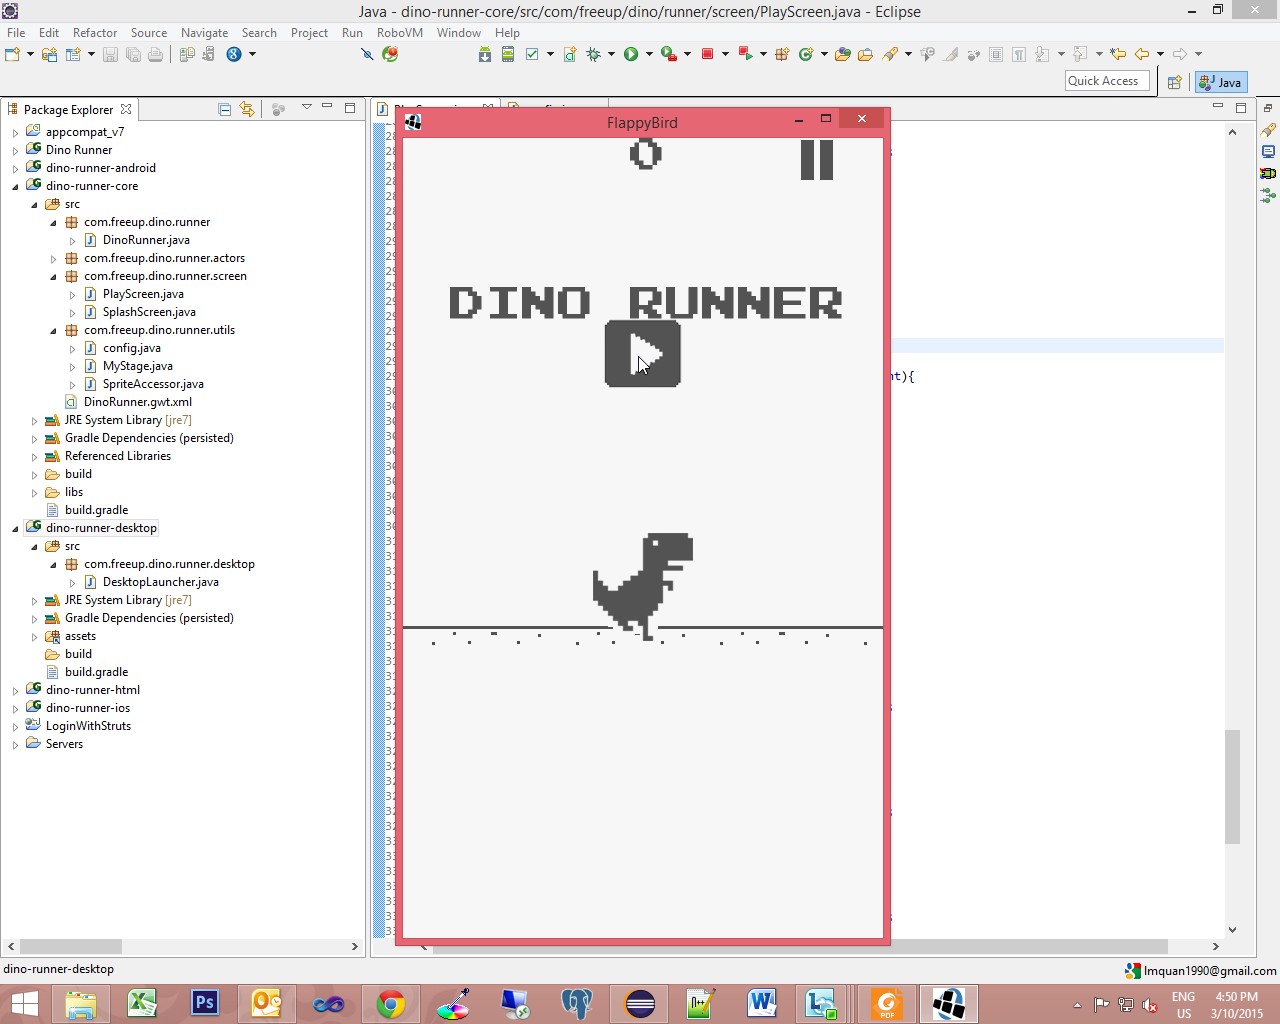 Java - dino-runner-core/src/com/freeup/dino/runner/screen/PlayScreen.java - Eclipse
File Edit Refactor Source Navigate Search Project Run RoboVM Window Help
Quick Access
Java
Package Explorer
appcompat_v7
Dino Runner
dino-runner-android
dino-runner-core
src
com.freeup.dino.runner
DinoRunner.java
com.freeup.dino.runner.actors
com.freeup.dino.runner.screen
PlayScreen.java
SplashScreen.java
com.freeup.dino.runner.utils
config.java
MyStage.java
SpriteAccessor.java
DinoRunner.gwt.xml
JRE System Library [jre7]
Gradle Dependencies (persisted)
Referenced Libraries
build
libs
build.gradle
dino-runner-desktop
src
com.freeup.dino.runner.desktop
DesktopLauncher.java
JRE System Library [jre7]
Gradle Dependencies (persisted)
assets
build
build.gradle
dino-runner-html
dino-runner-ios
LoginWithStruts
Servers
FlappyBird
0
DINO RUNNER
nt){
dino-runner-desktop
lmquan1990@gmail.com
ENG
US
4:50 PM
3/10/2015